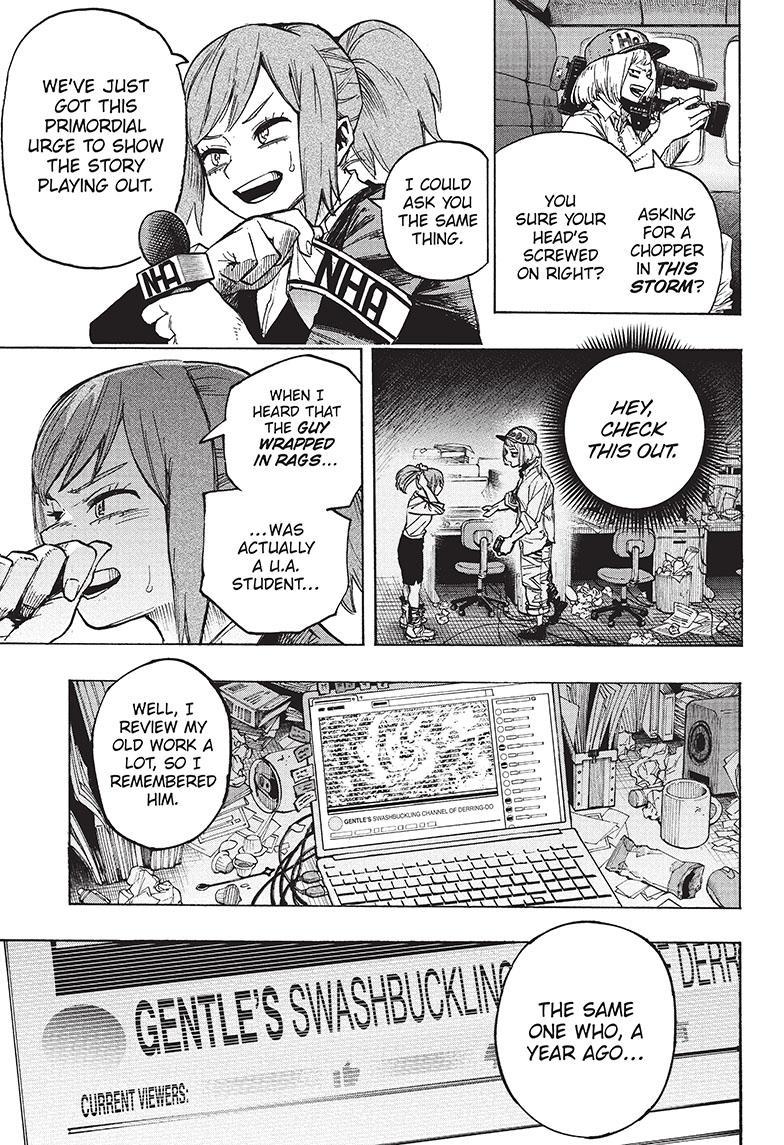 Ha
ASKING
FOR A
CHOPPER
IN THIS
STORM?
YOU
SURE YOUR
HEAD'S
SCREWED
ON RIGHT?
I COULD
ASK YOU
THE SAME
THING.
WE'VE JUST
GOT THIS
PRIMORDIAL
URGE TO SHOW
THE STORY
PLAYING OUT.
NHA
NHA
HEY,
CHECK
THIS OUT.
WHEN I
HEARD THAT
THE GUY
WRAPPED
IN RAGS...
...WAS
ACTUALLY
A U.A.
STUDENT...
WELL, I
REVIEW MY
OLD WORK A
LOT, SO I
REMEMBERED
HIM.
GENTLE'S SWASHBUCKLING CHANNEL OF DERRING-DO
THE SAME
ONE WHO, A
YEAR AGO...
GENTLE'S SWASHBUCKLING
DERR
CURRENT VIEWERS: